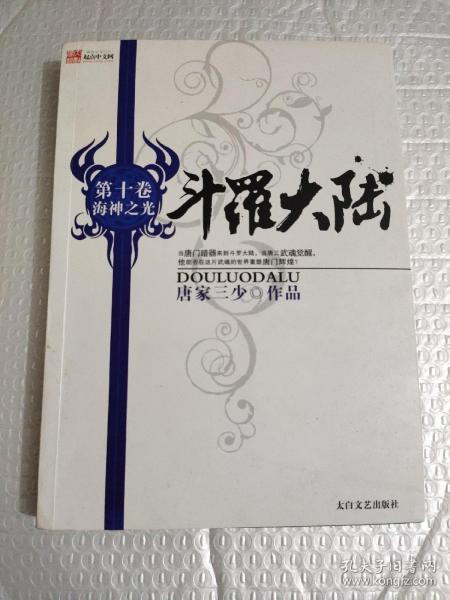 起点中文网
第十卷
海神之光
斗罗大陆
当唐门暗器来到斗罗大陆，当唐三武魂觉醒，
他能否在这片武魂的世界重塑唐门辉煌？
DOULUODALU
唐家三少◎作品
太白文艺出版社
孔夫子旧书网
www.kongfz.com